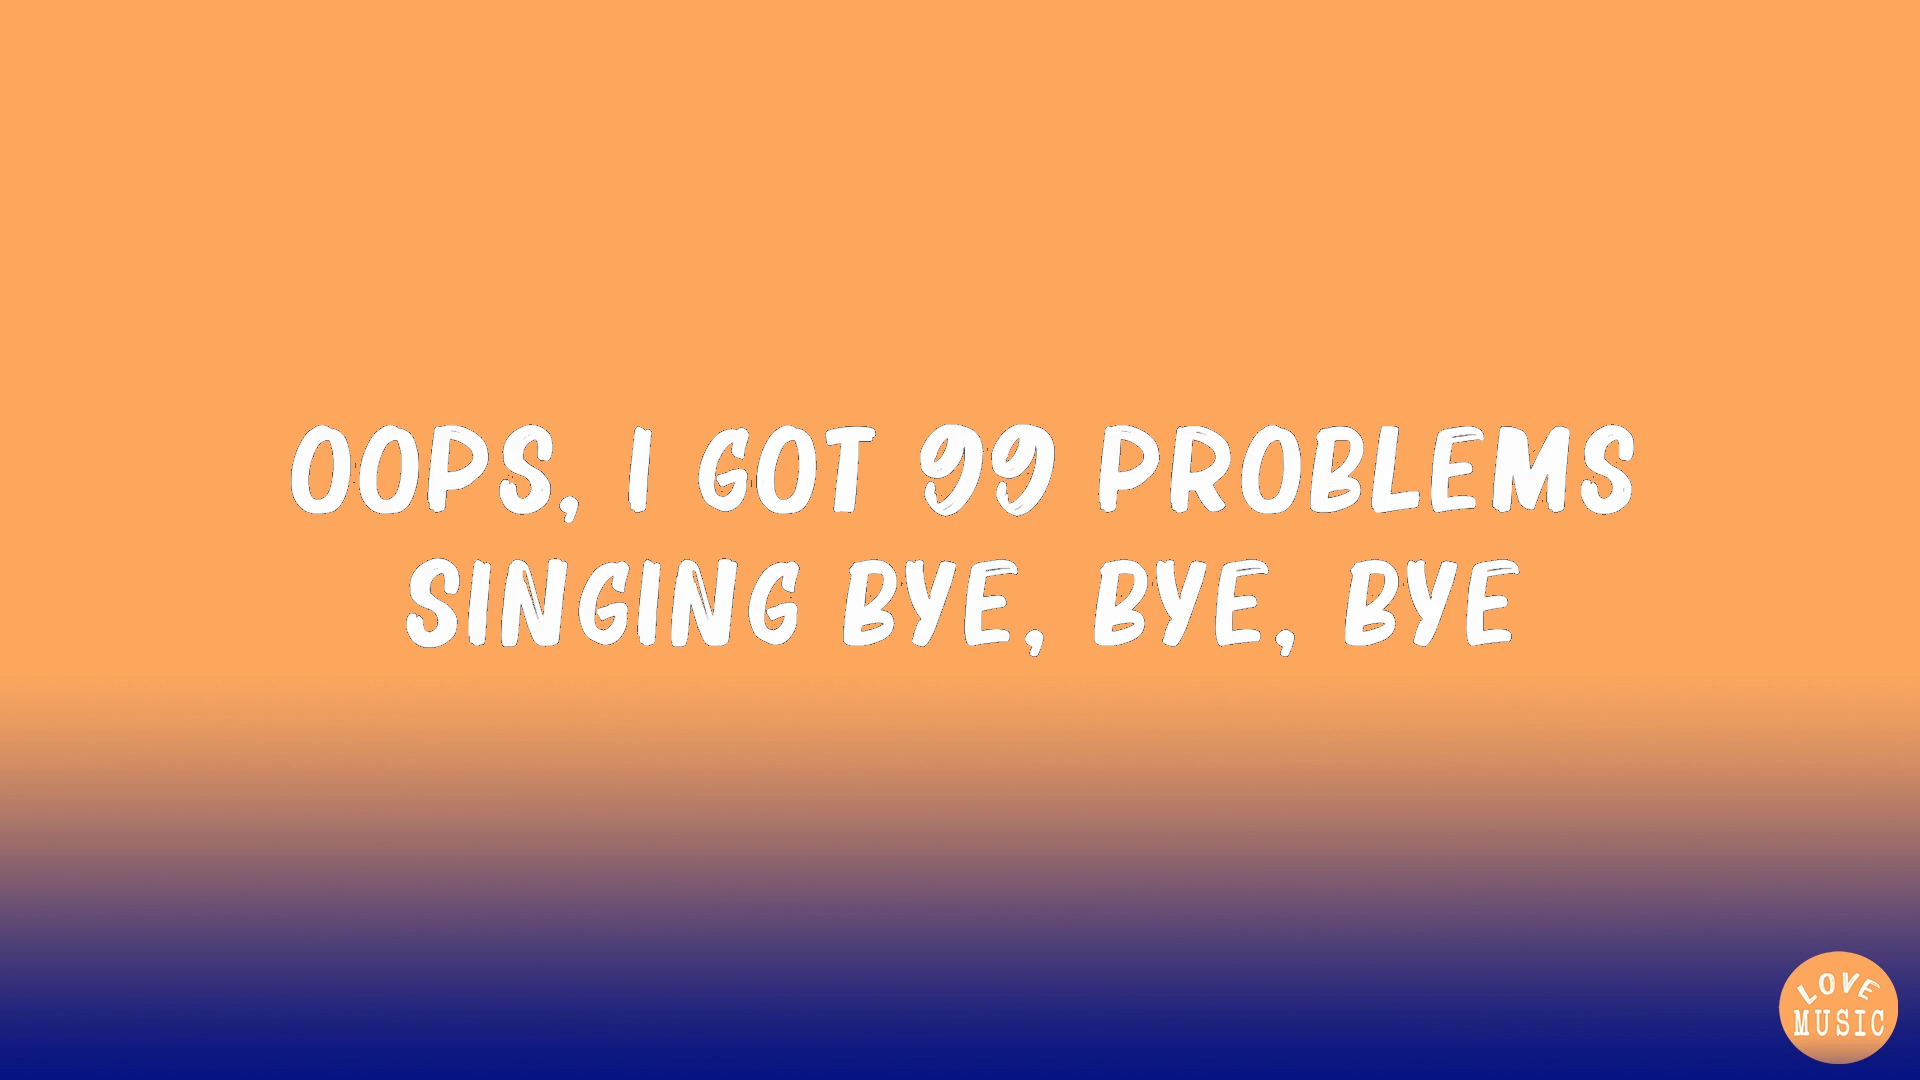 OOPS, I GOT 99 PROBLEMS
SINGING BYE, BYE, BYE
LOVE
MUSIC